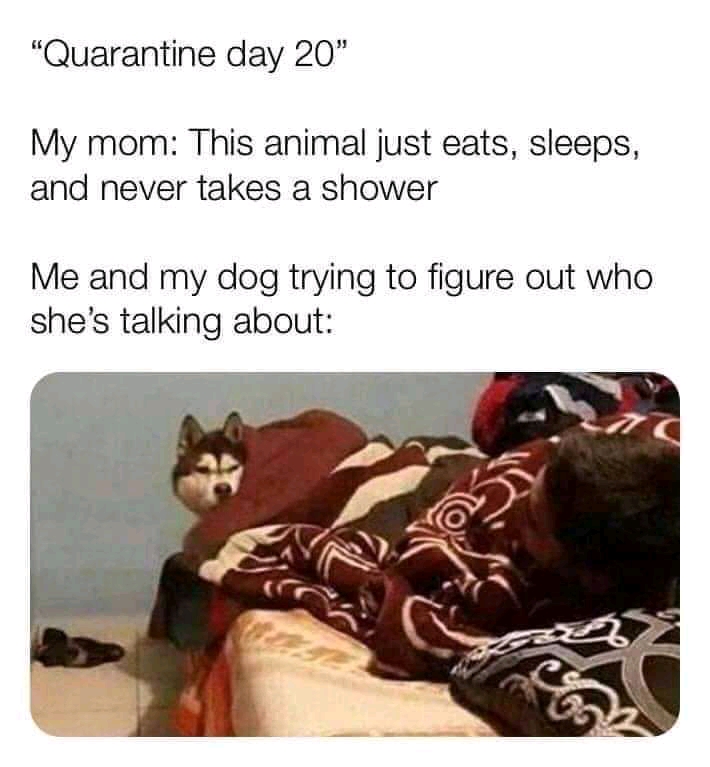 “Quarantine day 20”
My mom: This animal just eats, sleeps,
and never takes a shower
Me and my dog trying to figure out who
she’s talking about: